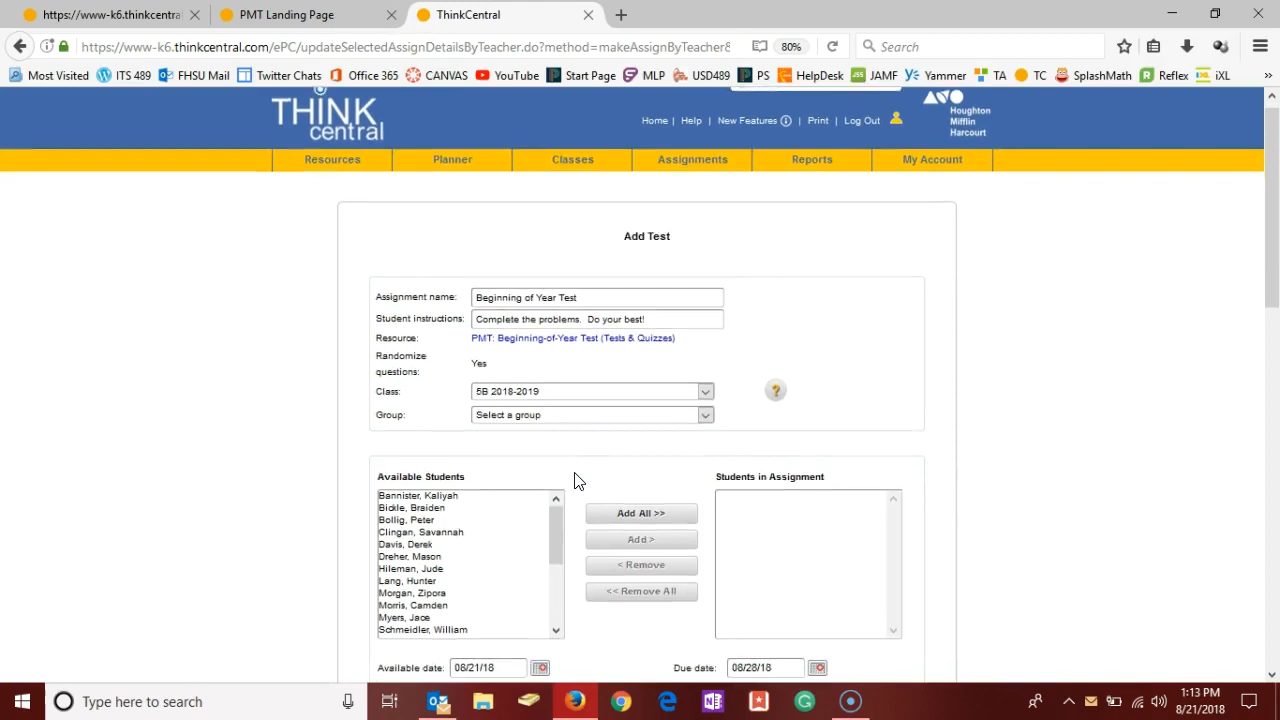 https://www-k6.thinkcentra
PMT Landing Page
ThinkCentral
https://www-k6.thinkcentral.com/ePC/updateSelectedAssignDetailsByTeacher.do?method=makeAssignByTeacher&
80%
Search
Most Visited
ITS 489
FHSU Mail
Twitter Chats
Office 365
CANVAS
YouTube
Start Page
MLP
USD489
PS
HelpDesk
JAMF
Yammer
TA
TC
SplashMath
Reflex
iXL
THINK
central
Home | Help | New Features | Print | Log Out
Houghton
Mifflin
Harcourt
Resources
Planner
Classes
Assignments
Reports
My Account
Add Test
Assignment name: Beginning of Year Test
Student instructions: Complete the problems. Do your best!
Resource: PMT: Beginning-of-Year Test (Tests & Quizzes)
Randomize
questions: Yes
Class: 5B 2018-2019
Group: Select a group
Available Students
Students in Assignment
Bannister, Kaliyah
Bickle, Braiden
Bollig, Peter
Clingan, Savannah
Davis, Derek
Dreher, Mason
Hileman, Jude
Lang, Hunter
Morgan, Zipora
Morris, Camden
Myers, Jace
Schmeidler, William
Add All >>
Add >
< Remove
<< Remove All
Available date: 08/21/18
Due date: 08/28/18
Type here to search
1:13 PM
8/21/2018